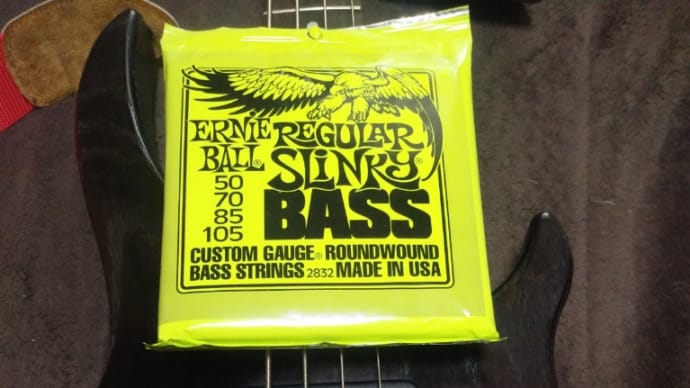 ERNIE BALL®
REGULAR SLINKY®
BASS
50
70
85
105
CUSTOM GAUGE® ROUNDWOUND
BASS STRINGS 2832 MADE IN USA